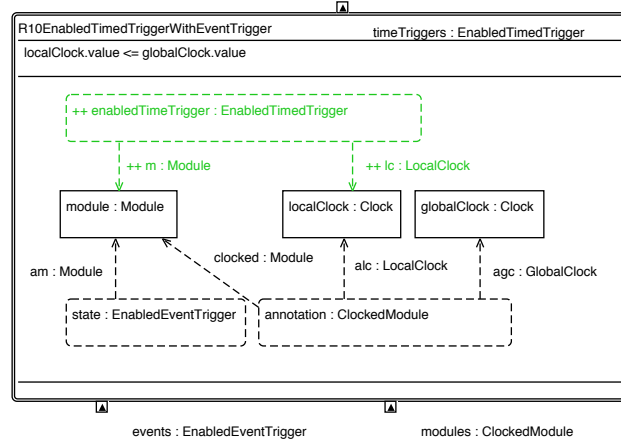 R10EnabledTimedTriggerWithEventTrigger
timeTriggers : EnabledTimedTrigger
localClock.value <= globalClock.value
++ enabledTimeTrigger : EnabledTimedTrigger
++ m : Module
++ lc : LocalClock
module : Module
localClock : Clock
globalClock : Clock
am : Module
clocked : Module
alc : LocalClock
agc : GlobalClock
state : EnabledEventTrigger
annotation : ClockedModule
events : EnabledEventTrigger
modules : ClockedModule